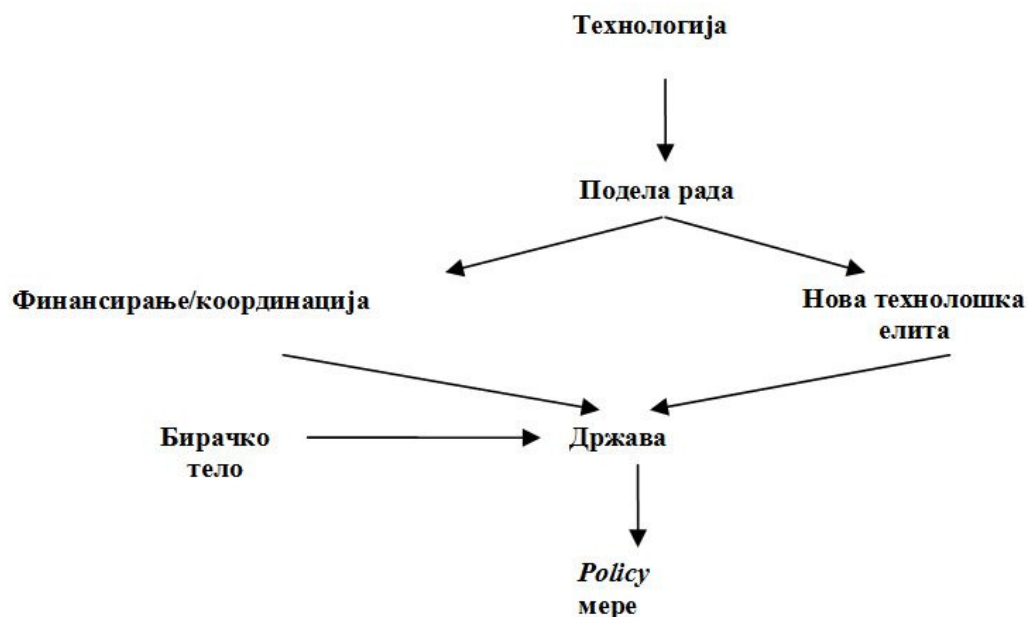 Технологија
Подела рада
Финансирање/координација
Нова технолошка
елита
Бирачко
тело
Држава
Policy
мере